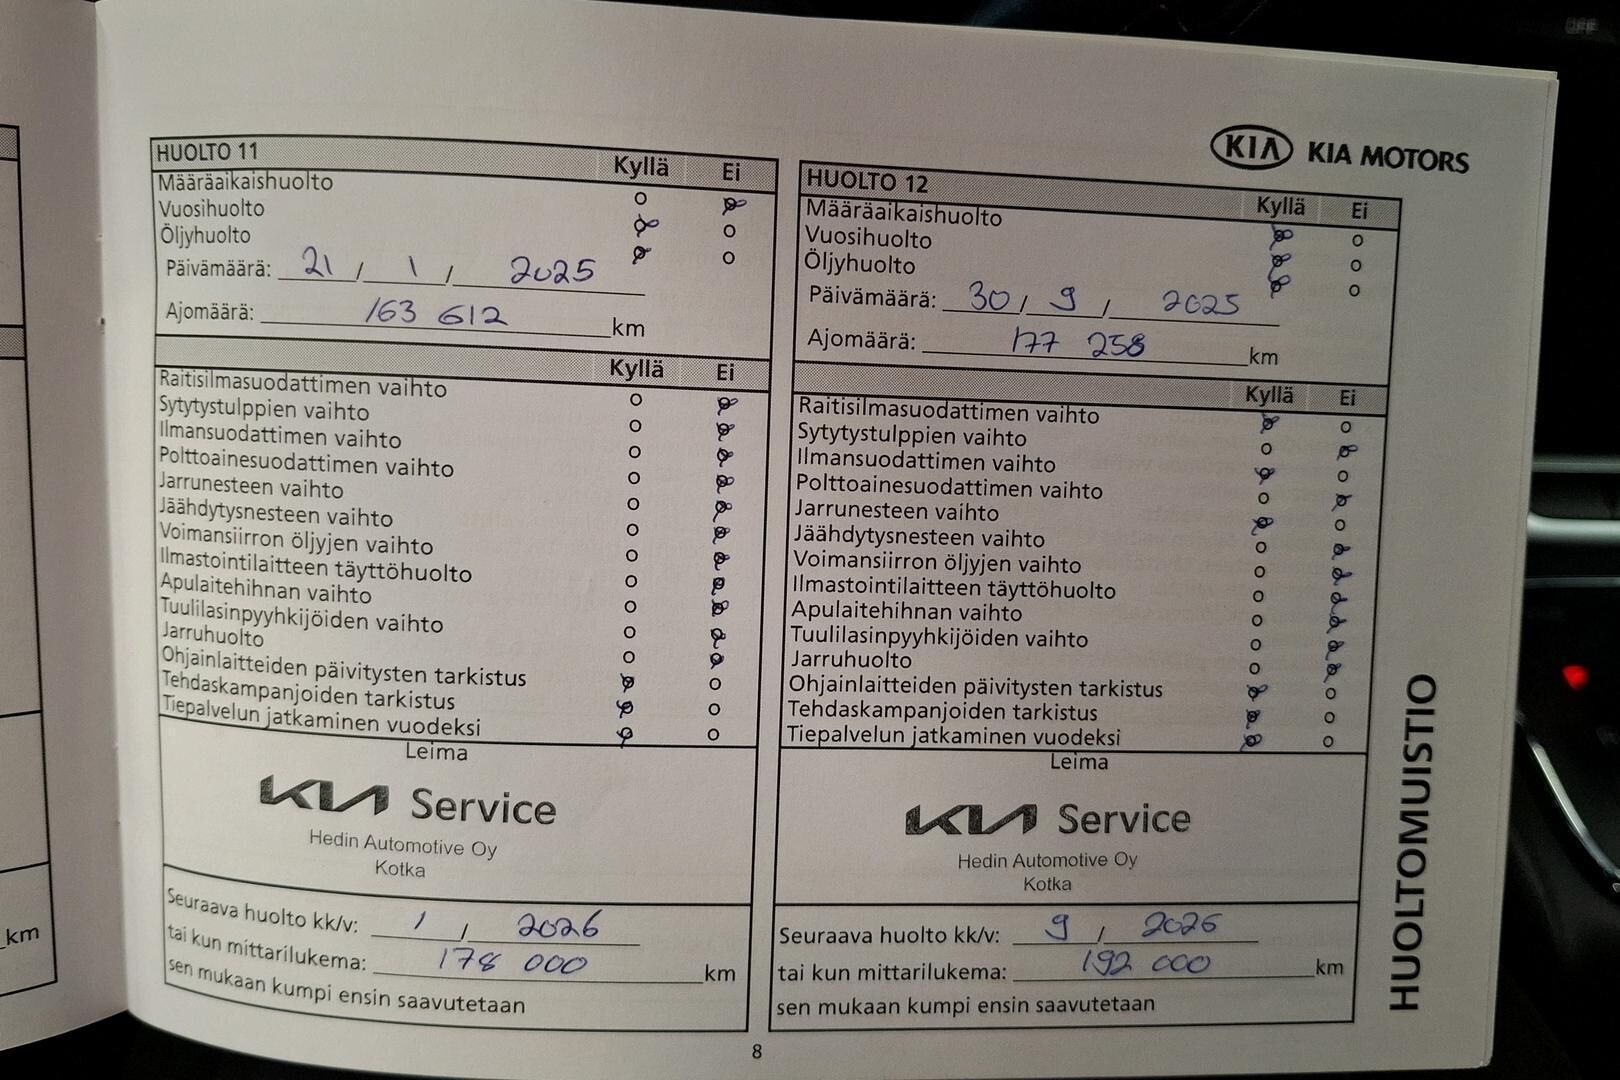 OFF
KIA KIA MOTORS
HUOLTO 11 Kyllä Ei
Määräaikaishuolto
Vuosihuolto
Öljyhuolto
Päivämäärä: 21 / 1 / 2025
Ajomäärä: 163 612 km
Kyllä Ei
Raitisilmasuodattimen vaihto
Sytytystulppien vaihto
Ilmansuodattimen vaihto
Polttoainesuodattimen vaihto
Jarrunesteen vaihto
Jäähdytysnesteen vaihto
Voimansiirron öljyjen vaihto
Ilmastointilaitteen täyttöhuolto
Apulaitehihnan vaihto
Tuulilasinpyyhkijöiden vaihto
Jarruhuolto
Ohjainlaitteiden päivitysten tarkistus
Tehdaskampanjoiden tarkistus
Tiepalvelun jatkaminen vuodeksi
Leima
KIA Service
Hedin Automotive Oy
Kotka
Seuraava huolto kk/v: 1 / 2026
tai kun mittarilukema: 178 000 km
sen mukaan kumpi ensin saavutetaan
HUOLTO 12 Kyllä Ei
Määräaikaishuolto
Vuosihuolto
Öljyhuolto
Päivämäärä: 30 / 9 / 2025
Ajomäärä: 177 258 km
Kyllä Ei
Raitisilmasuodattimen vaihto
Sytytystulppien vaihto
Ilmansuodattimen vaihto
Polttoainesuodattimen vaihto
Jarrunesteen vaihto
Jäähdytysnesteen vaihto
Voimansiirron öljyjen vaihto
Ilmastointilaitteen täyttöhuolto
Apulaitehihnan vaihto
Tuulilasinpyyhkijöiden vaihto
Jarruhuolto
Ohjainlaitteiden päivitysten tarkistus
Tehdaskampanjoiden tarkistus
Tiepalvelun jatkaminen vuodeksi
Leima
KIA Service
Hedin Automotive Oy
Kotka
Seuraava huolto kk/v: 9 / 2026
tai kun mittarilukema: 192 000 km
sen mukaan kumpi ensin saavutetaan
HUOLTOMUISTIO
km
8